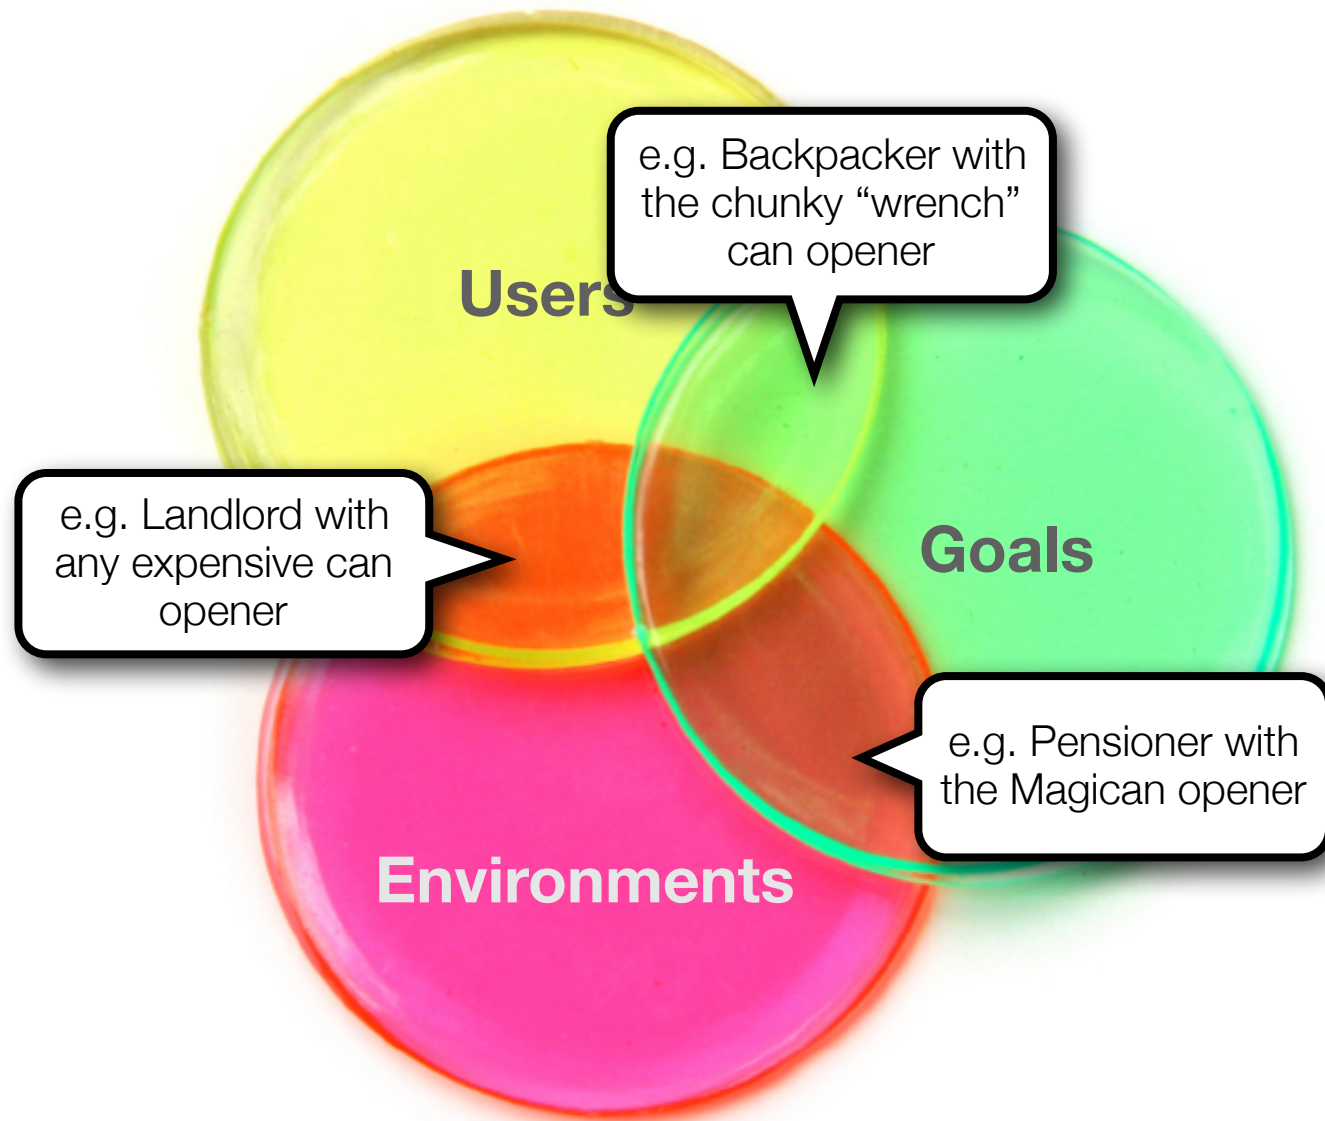 e.g. Backpacker with
the chunky “wrench”
can opener
Users
e.g. Landlord with
any expensive can
opener
Goals
e.g. Pensioner with
the Magican opener
Environments